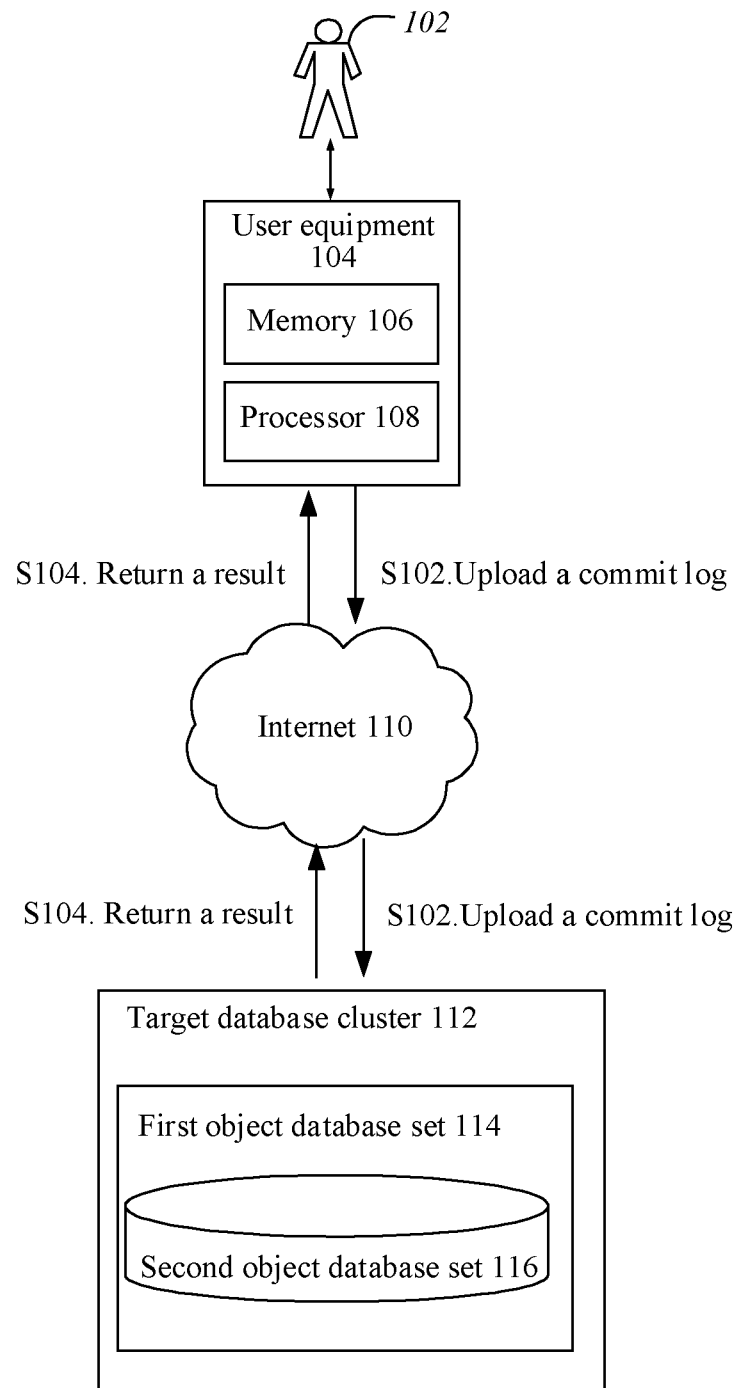 102
User equipment
104
Memory 106
Processor 108
S104. Return a result
S102.Upload a commit log
Internet 110
S104. Return a result
S102.Upload a commit log
Target database cluster 112
First object database set 114
Second object database set 116